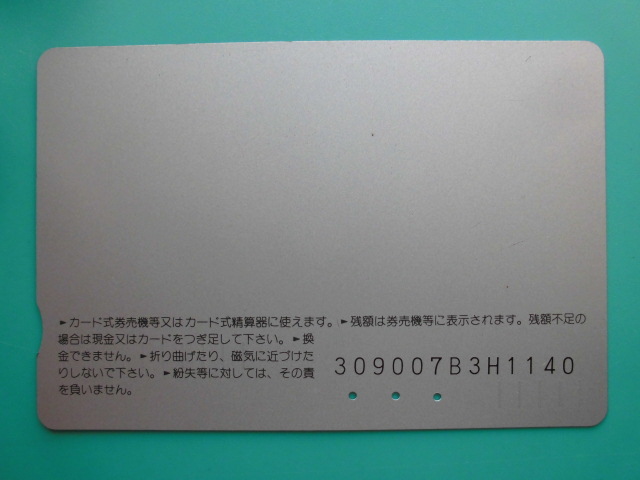 ►カード式券売機等又はカード式精算器に使えます。►残額は券売機等に表示されます。残額不足の
場合は現金又はカードをつぎ足して下さい。►換
金できません。►折り曲げたり、磁気に近づけた
りしないで下さい。►紛失等に対しては、その責
を負いません。
309007B3H1140